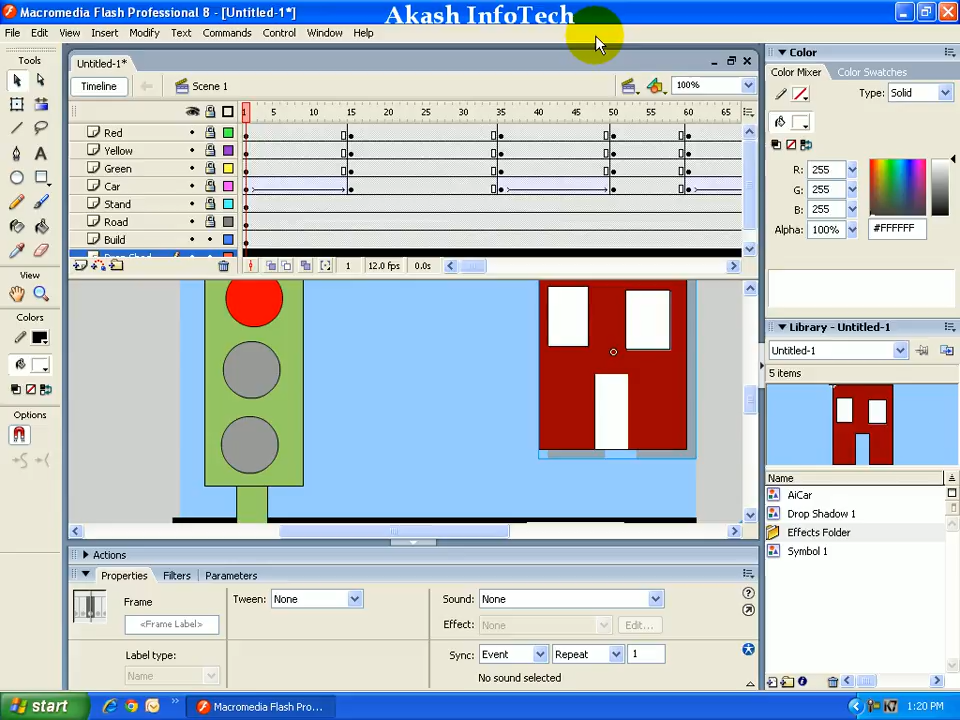 Macromedia Flash Professional 8 - [Untitled-1*]
Akash InfoTech
File Edit View Insert Modify Text Commands Control Window Help
Tools
View
Colors
Options
Untitled-1*
Timeline
Scene 1
100%
1 5 10 15 20 25 30 35 40 45 50 55 60 65
Red
Yellow
Green
Car
Stand
Road
Build
1 12.0 fps 0.0s
Actions
Properties Filters Parameters
Frame
<Frame Label>
Label type:
Name
Tween: None
Sound: None
Effect: None Edit...
Sync: Event Repeat 1
No sound selected
Color
Color Mixer Color Swatches
Type: Solid
R: 255
G: 255
B: 255
Alpha: 100% #FFFFFF
Library - Untitled-1
Untitled-1
5 items
Name
AiCar
Drop Shadow 1
Effects Folder
Symbol 1
start
Macromedia Flash Pro...
K7
1:20 PM